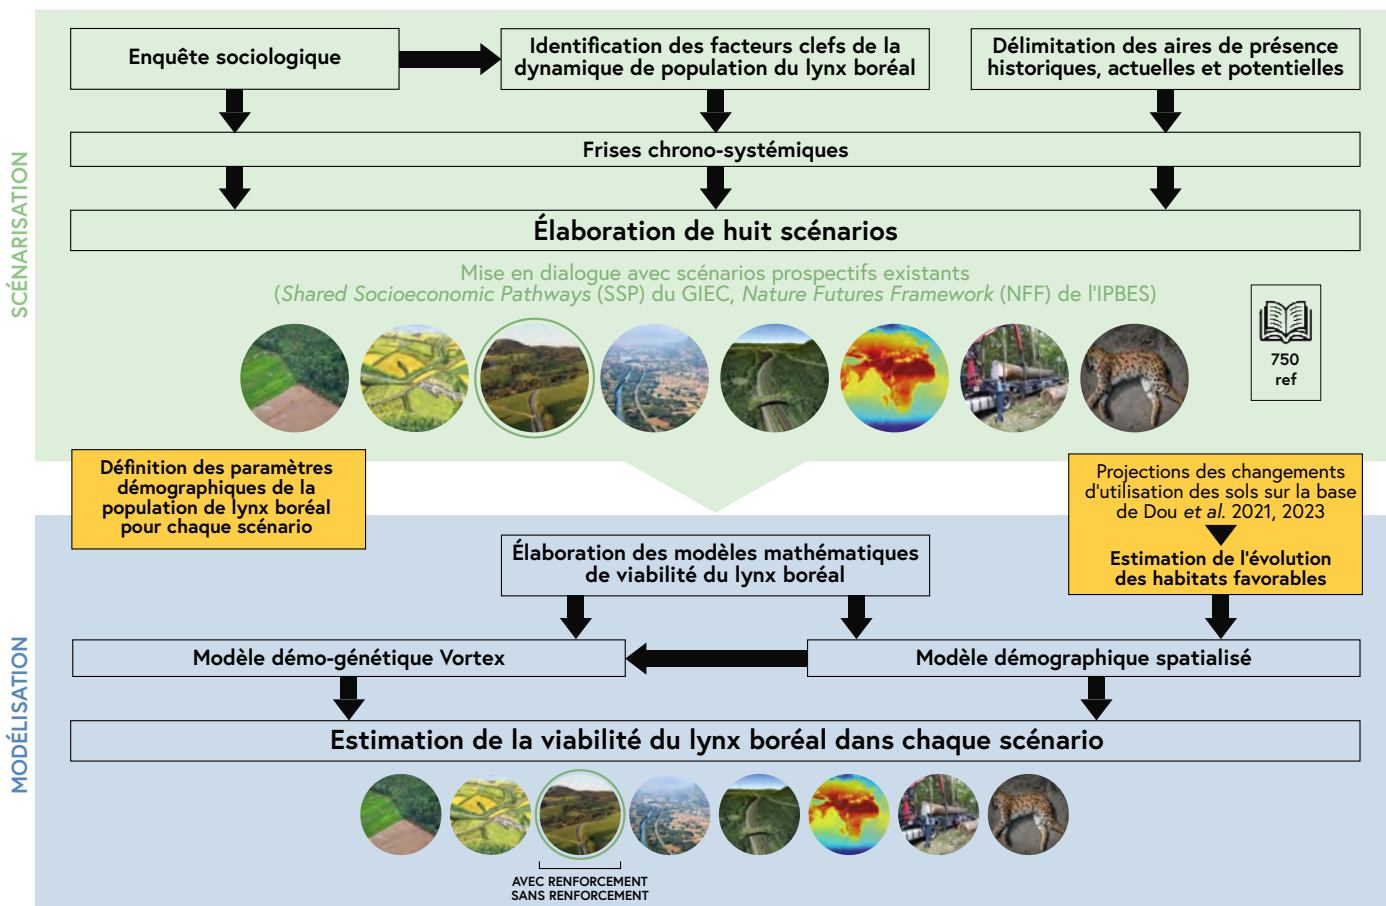 SCÉNARISATION
Enquête sociologique
Identification des facteurs clefs de la
dynamique de population du lynx boréal
Délimitation des aires de présence
historiques, actuelles et potentielles
Frises chrono-systémiques
Élaboration de huit scénarios
Mise en dialogue avec scénarios prospectifs existants
(Shared Socioeconomic Pathways (SSP) du GIEC, Nature Futures Framework (NFF) de l'IPBES)
750
ref
Définition des paramètres
démographiques de la
population de lynx boréal
pour chaque scénario
Projections des changements
d'utilisation des sols sur la base
de Dou et al. 2021, 2023
Estimation de l'évolution
des habitats favorables
MODÉLISATION
Élaboration des modèles mathématiques
de viabilité du lynx boréal
Modèle démo-génétique Vortex
Modèle démographique spatialisé
Estimation de la viabilité du lynx boréal dans chaque scénario
AVEC RENFORCEMENT
SANS RENFORCEMENT